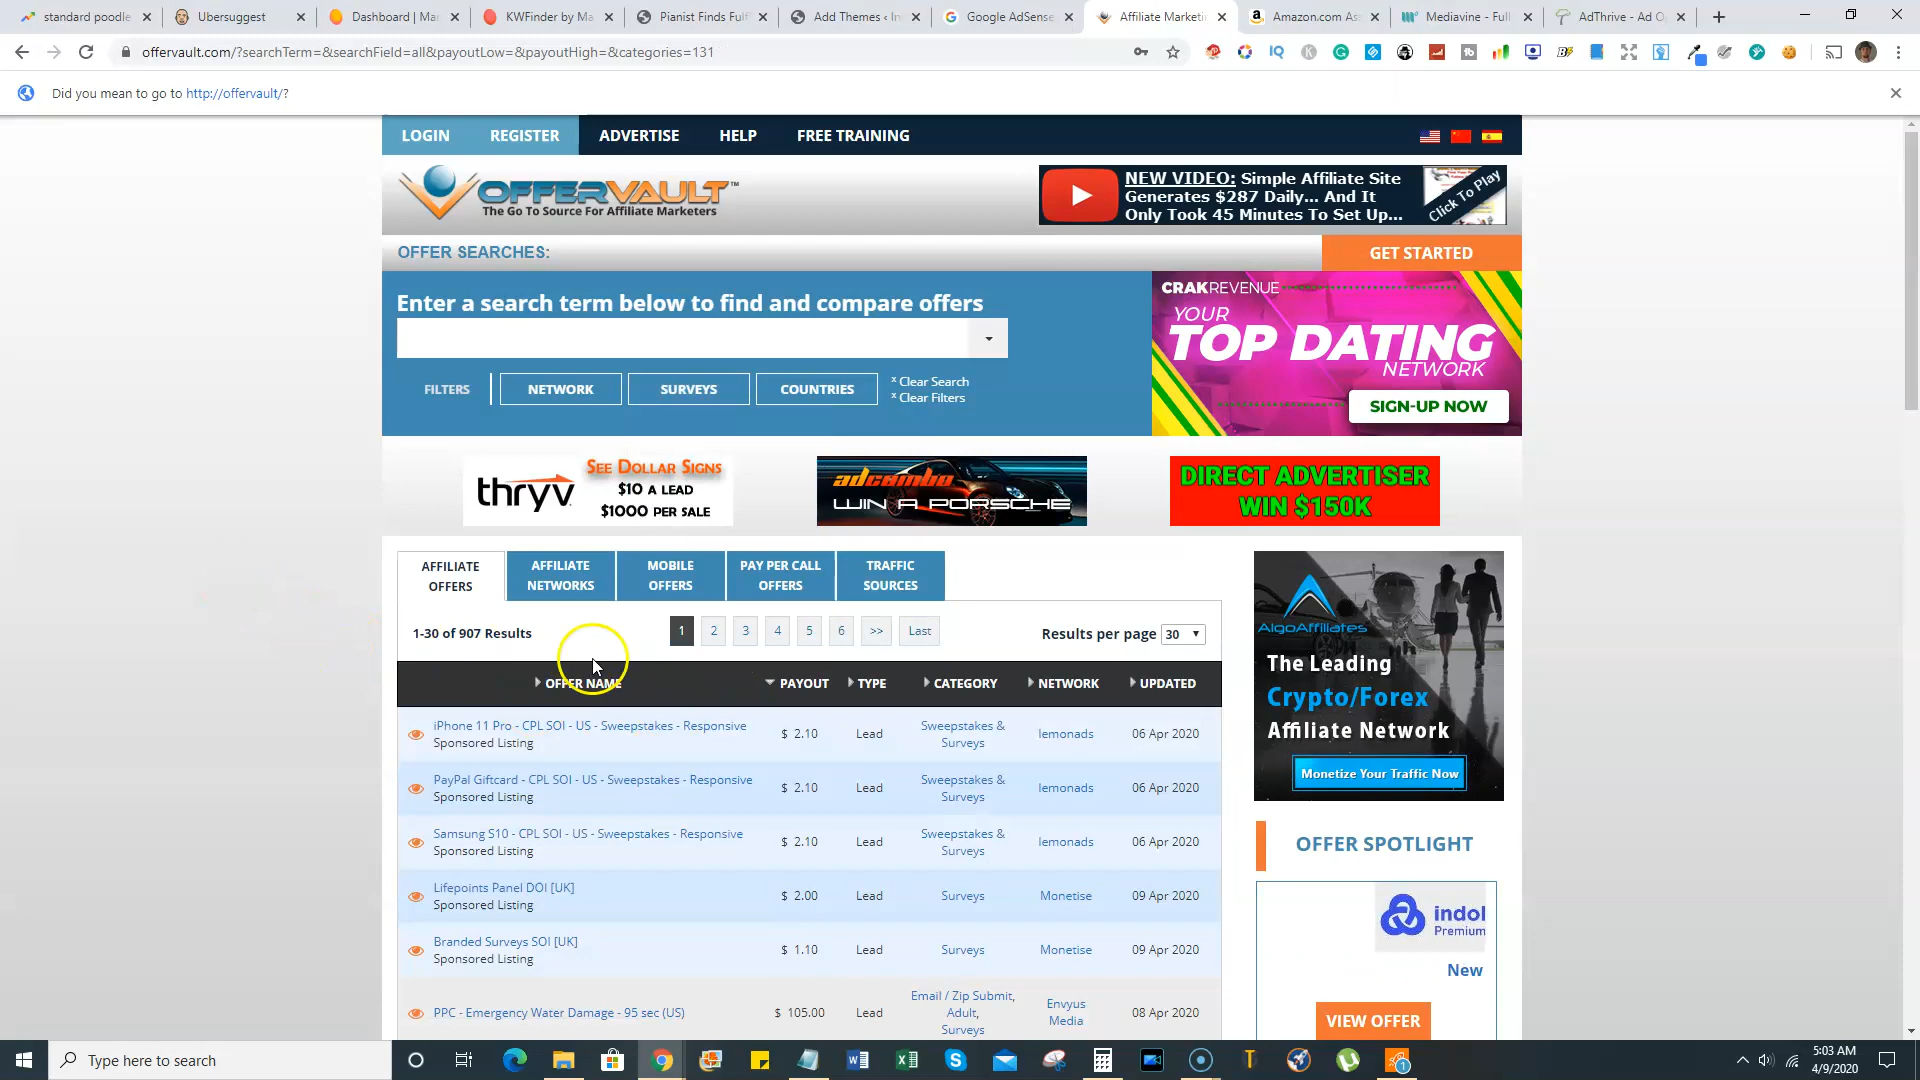 standard poodle
Ubersuggest
Dashboard | Ma
KWFinder by Ma
Pianist Finds Ful
Add Themes ‹ In
Google AdSense
Affiliate Marketi
Amazon.com As
Mediavine - Full
AdThrive - Ad O
offervault.com/?searchTerm=&searchField=all&payoutLow=&payoutHigh=&categories=131
Did you mean to go to http://offervault/?
LOGIN REGISTER ADVERTISE HELP FREE TRAINING
OFFERVAULT™
The Go To Source For Affiliate Marketers
NEW VIDEO: Simple Affiliate Site
Generates $287 Daily... And It
Only Took 45 Minutes To Set Up...
Click To Play
OFFER SEARCHES:
GET STARTED
Enter a search term below to find and compare offers
FILTERS NETWORK SURVEYS COUNTRIES
x Clear Search
x Clear Filters
CRAKREVENUE
YOUR
TOP DATING
NETWORK
SIGN-UP NOW
thryv
SEE DOLLAR SIGNS
$10 A LEAD
$1000 PER SALE
adcombo
WIN A PORSCHE
DIRECT ADVERTISER
WIN $150K
AFFILIATE
OFFERS
AFFILIATE
NETWORKS
MOBILE
OFFERS
PAY PER CALL
OFFERS
TRAFFIC
SOURCES
1-30 of 907 Results
1 2 3 4 5 6 >> Last
Results per page 30
OFFER NAME PAYOUT TYPE CATEGORY NETWORK UPDATED
iPhone 11 Pro - CPL SOI - US - Sweepstakes - Responsive
Sponsored Listing
$ 2.10 Lead
Sweepstakes &
Surveys
lemonads 06 Apr 2020
PayPal Giftcard - CPL SOI - US - Sweepstakes - Responsive
Sponsored Listing
$ 2.10 Lead
Sweepstakes &
Surveys
lemonads 06 Apr 2020
Samsung S10 - CPL SOI - US - Sweepstakes - Responsive
Sponsored Listing
$ 2.10 Lead
Sweepstakes &
Surveys
lemonads 06 Apr 2020
Lifepoints Panel DOI [UK]
Sponsored Listing
$ 2.00 Lead Surveys Monetise 09 Apr 2020
Branded Surveys SOI [UK]
Sponsored Listing
$ 1.10 Lead Surveys Monetise 09 Apr 2020
PPC - Emergency Water Damage - 95 sec (US)
$ 105.00 Lead
Email / Zip Submit,
Adult,
Surveys
Envyus
Media
08 Apr 2020
AlgoAffiliates
The Leading
Crypto/Forex
Affiliate Network
Monetize Your Traffic Now
OFFER SPOTLIGHT
indol
Premium
New
VIEW OFFER
Type here to search
5:03 AM
4/9/2020